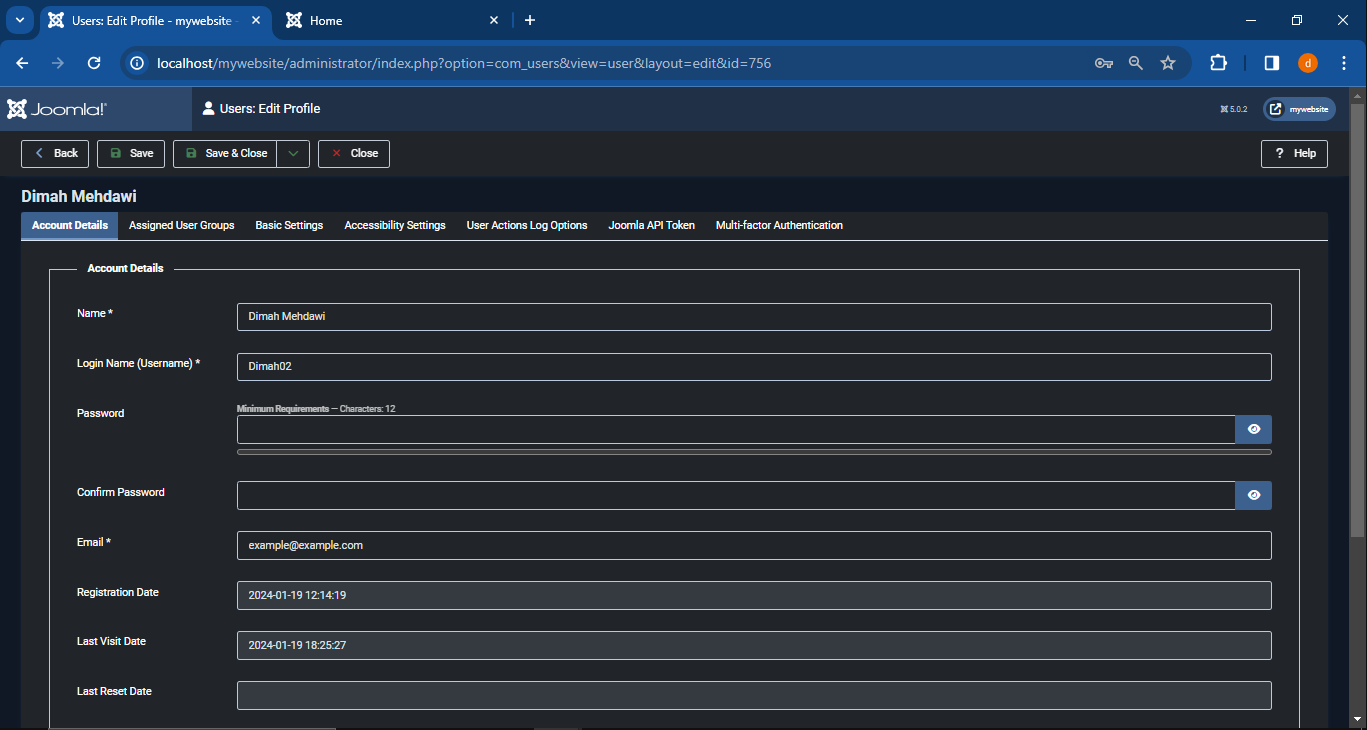 Users: Edit Profile - mywebsite -
Home
localhost/mywebsite/administrator/index.php?option=com_users&view=user&layout=edit&id=756
d
Joomla!®
Users: Edit Profile
5.0.2
mywebsite
Back
Save
Save & Close
Close
? Help
Dimah Mehdawi
Account Details
Assigned User Groups
Basic Settings
Accessibility Settings
User Actions Log Options
Joomla API Token
Multi-factor Authentication
Account Details
Name *
Dimah Mehdawi
Login Name (Username) *
Dimah02
Password
Minimum Requirements — Characters: 12
Confirm Password
Email *
example@example.com
Registration Date
2024-01-19 12:14:19
Last Visit Date
2024-01-19 18:25:27
Last Reset Date